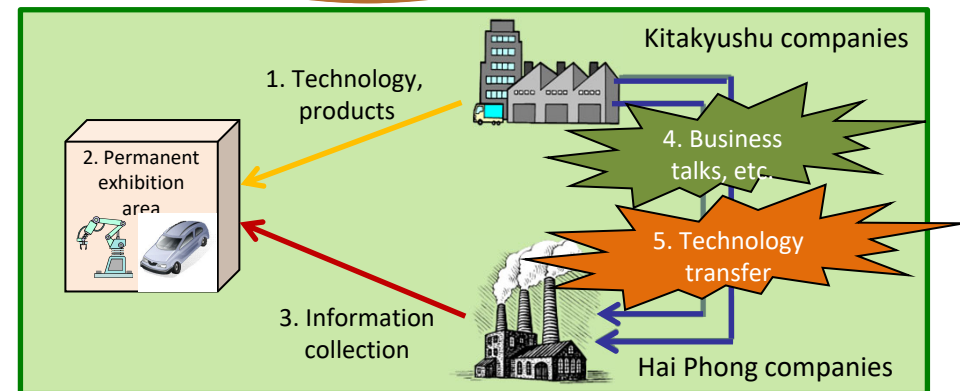 Kitakyushu companies
1. Technology,
products
2. Permanent
exhibition
area
4. Business
talks, etc.
5. Technology
transfer
3. Information
collection
Hai Phong companies